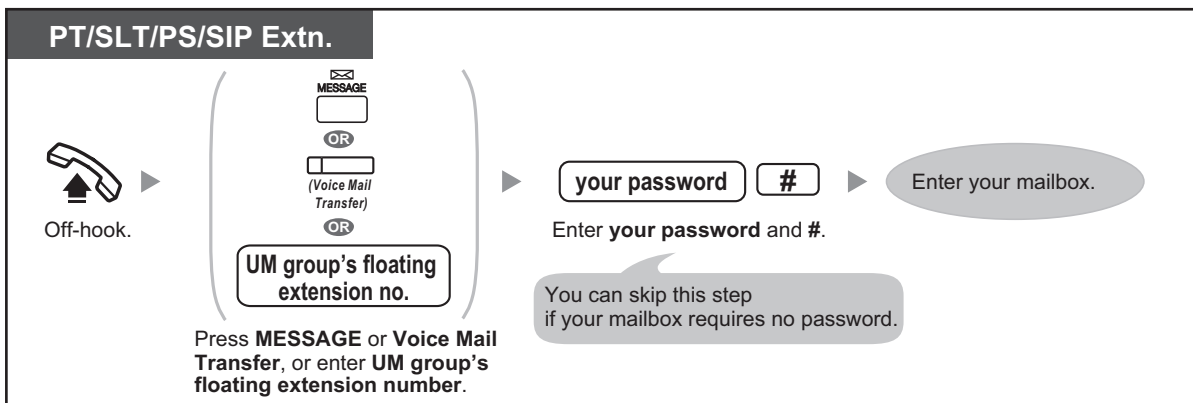 PT/SLT/PS/SIP Extn.
Off-hook.
MESSAGE
OR
(Voice Mail
Transfer)
OR
UM group's floating
extension no.
Press MESSAGE or Voice Mail
Transfer, or enter UM group's
floating extension number.
your password #
Enter your password and #.
You can skip this step
if your mailbox requires no password.
Enter your mailbox.